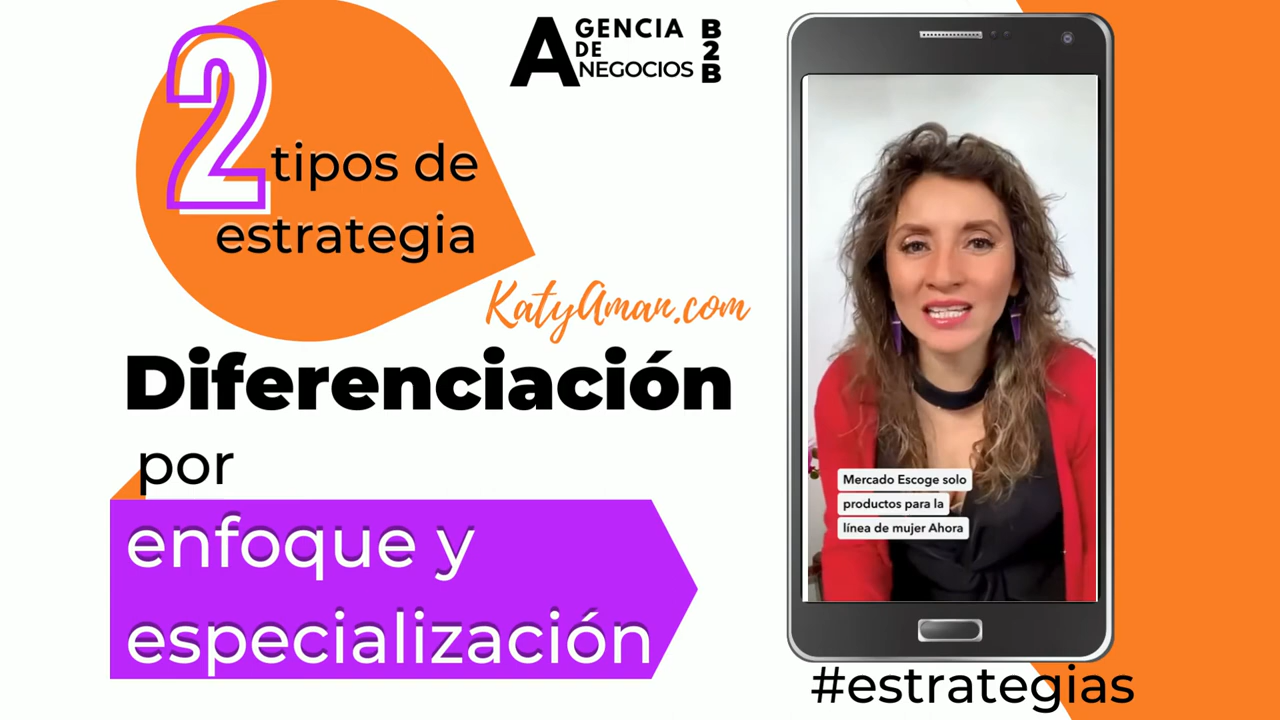 2
tipos de
estrategia
AGENCIA
DE
NEGOCIOS
B
2
B
KatyAman.com
Diferenciación
por
enfoque y
especialización
Mercado Escoge solo
productos para la
línea de mujer Ahora
#estrategias